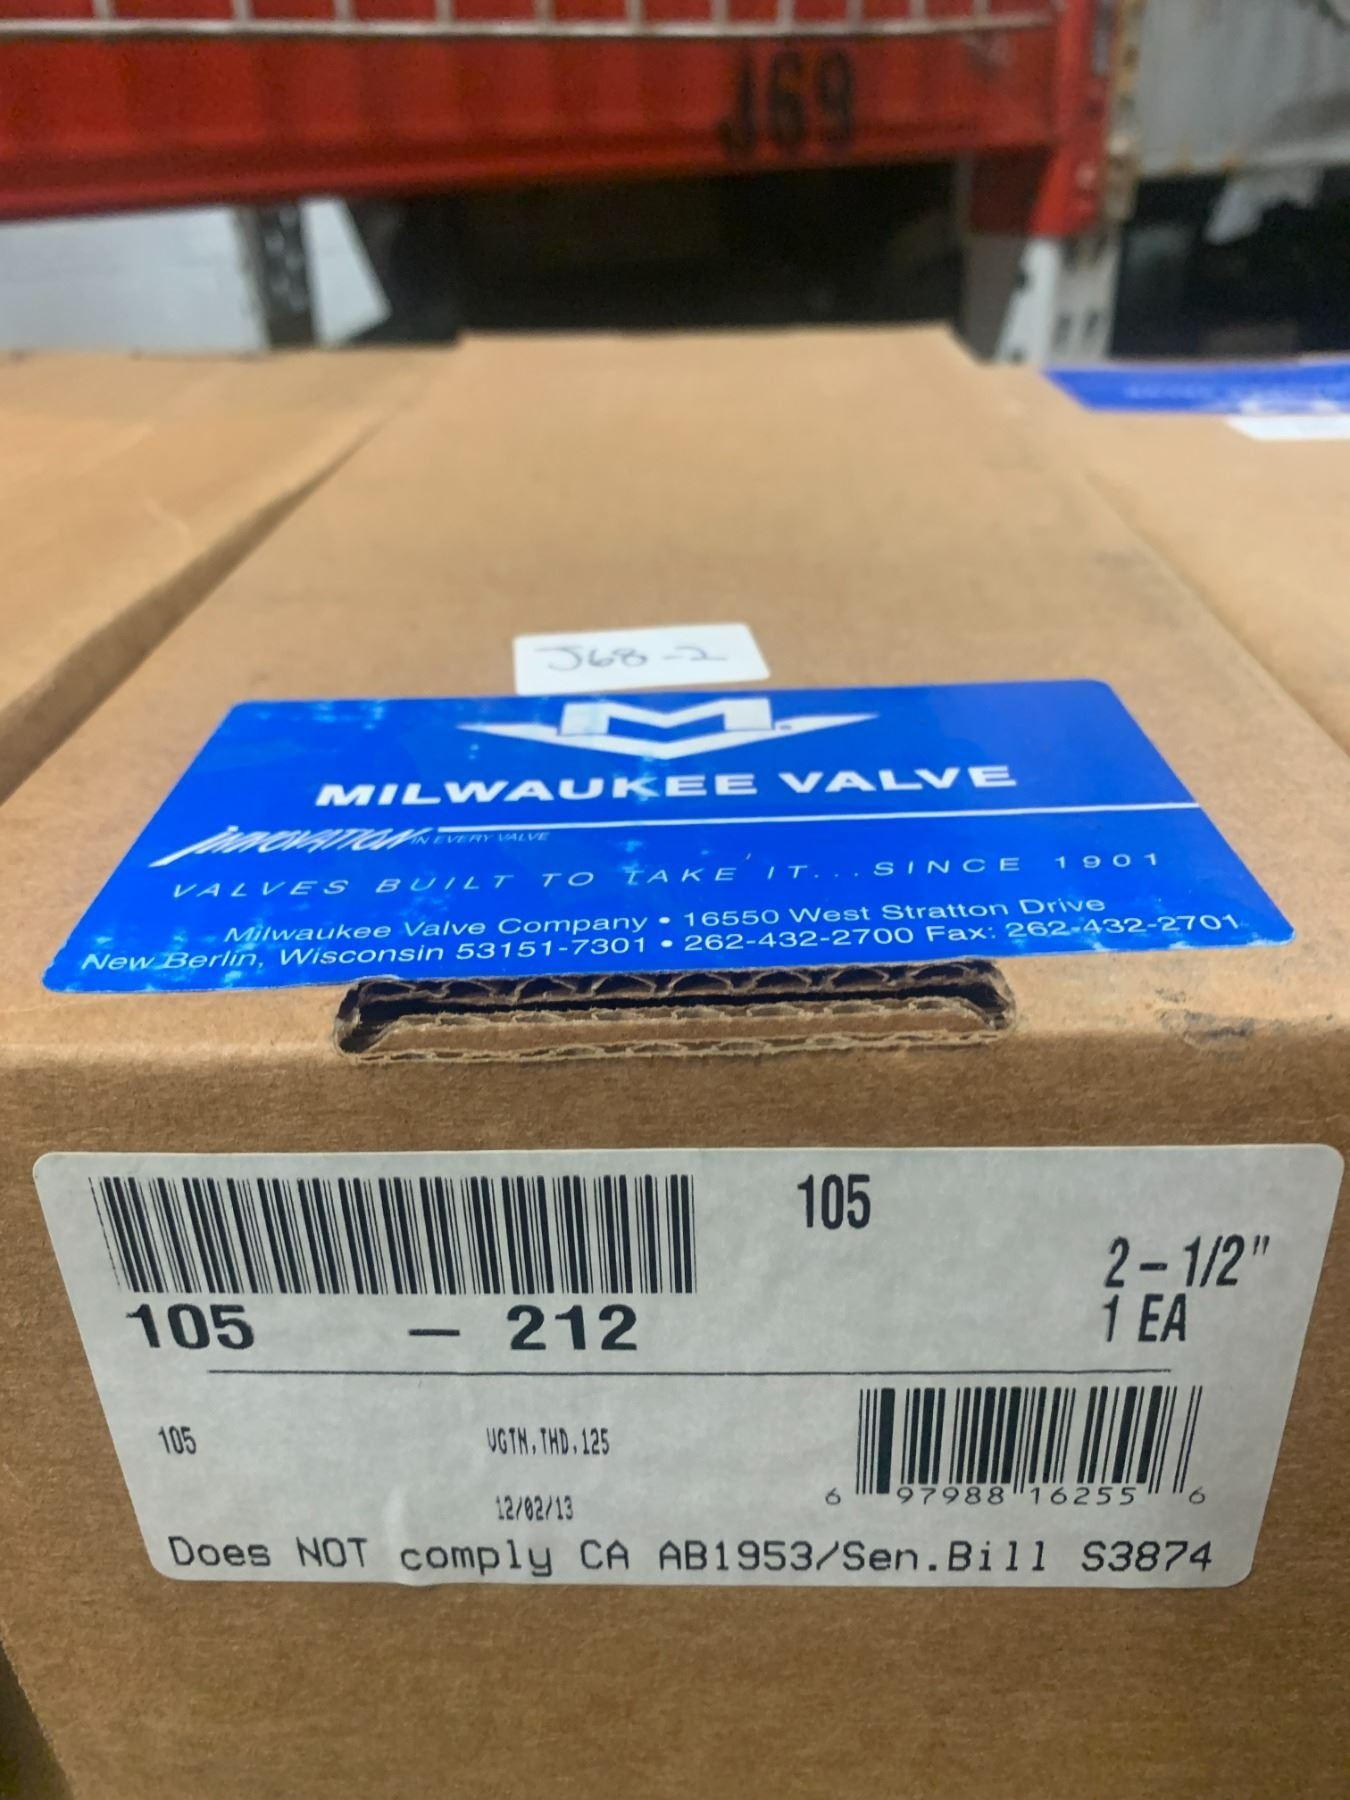 J69
J68-2
M
MILWAUKEE VALVE
innovation IN EVERY VALVE
VALVES BUILT TO TAKE IT...SINCE 1901
Milwaukee Valve Company • 16550 West Stratton Drive
New Berlin, Wisconsin 53151-7301 • 262-432-2700 Fax: 262-432-2701
105
2-1/2"
105 - 212
1 EA
105 VGTN,THD,125
6 97988 16255 6
12/02/13
Does NOT comply CA AB1953/Sen.Bill S3874